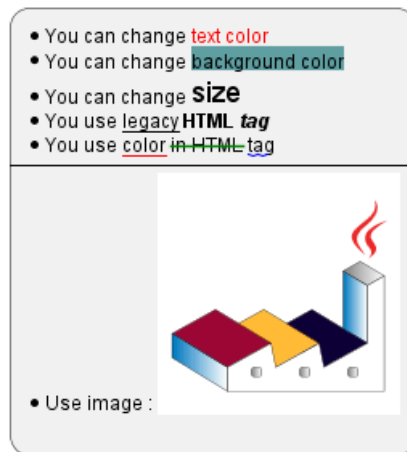 • You can change text color
• You can change background color
• You can change size
• You use legacy HTML tag
• You use color in HTML tag
• Use image :